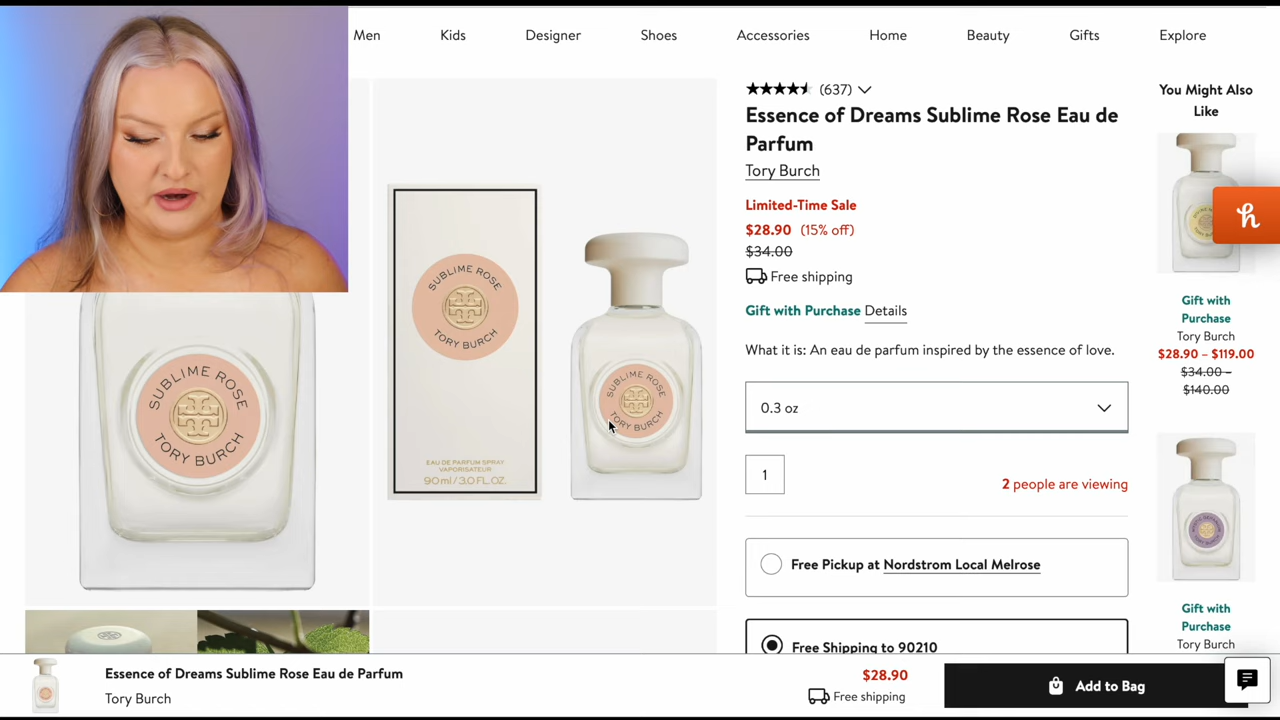 Men Kids Designer Shoes Accessories Home Beauty Gifts Explore
SUBLIME ROSE
TORY BURCH
SUBLIME ROSE
TORY BURCH
EAU DE PARFUM SPRAY
VAPORISATEUR
90ml/3.0 FL.OZ.
SUBLIME ROSE
TORY BURCH
(637)
Essence of Dreams Sublime Rose Eau de
Parfum
Tory Burch
Limited-Time Sale
$28.90 (15% off)
$34.00
Free shipping
Gift with Purchase Details
What it is: An eau de parfum inspired by the essence of love.
0.3 oz
1
2 people are viewing
Free Pickup at Nordstrom Local Melrose
Free Shipping to 90210
You Might Also
Like
h
Gift with
Purchase
Tory Burch
$28.90 – $119.00
$34.00 –
$140.00
Gift with
Purchase
Tory Burch
Essence of Dreams Sublime Rose Eau de Parfum
Tory Burch
$28.90
Free shipping
Add to Bag